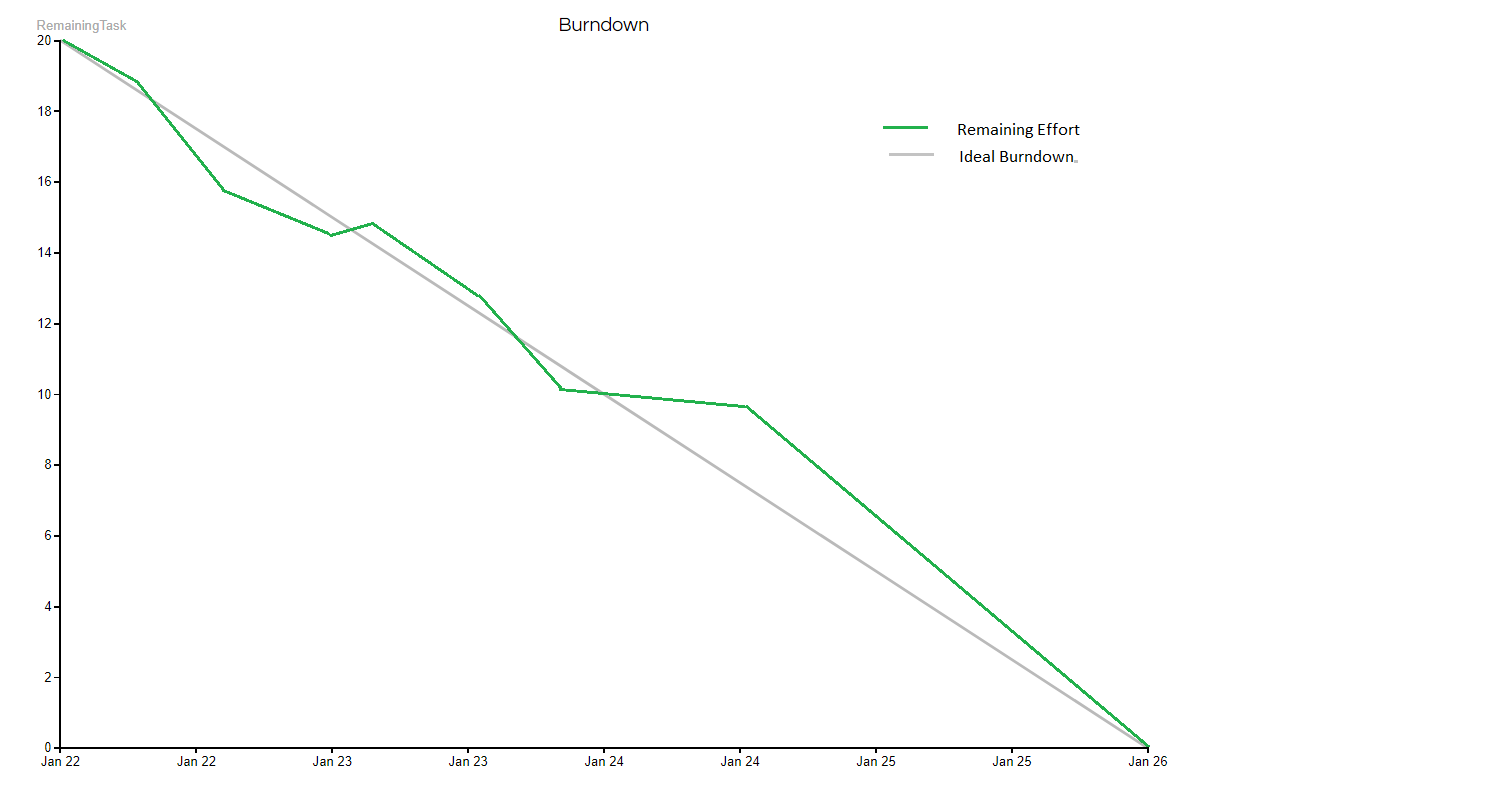 Burndown
RemainingTask
20
18
16
14
12
10
8
6
4
2
0
Remaining Effort
Ideal Burndown.
Jan 22 Jan 22 Jan 23 Jan 23 Jan 24 Jan 24 Jan 25 Jan 25 Jan 26